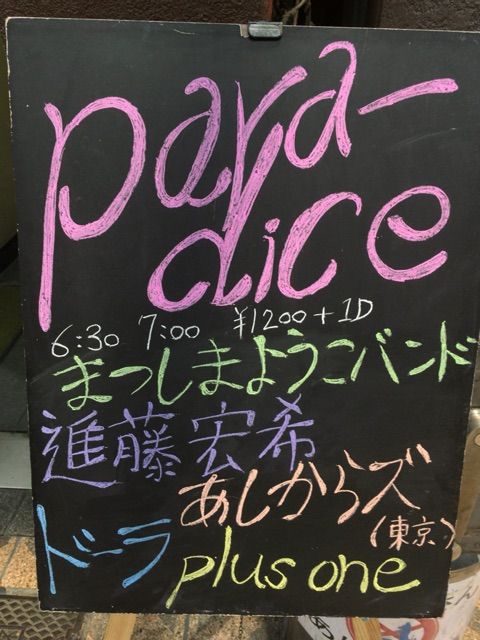 para-
dice
6:30 7:00 ¥1200+1D
まつしまようこバンド
進藤宏希
あしからズ
(東京)
ドーラ
plus one